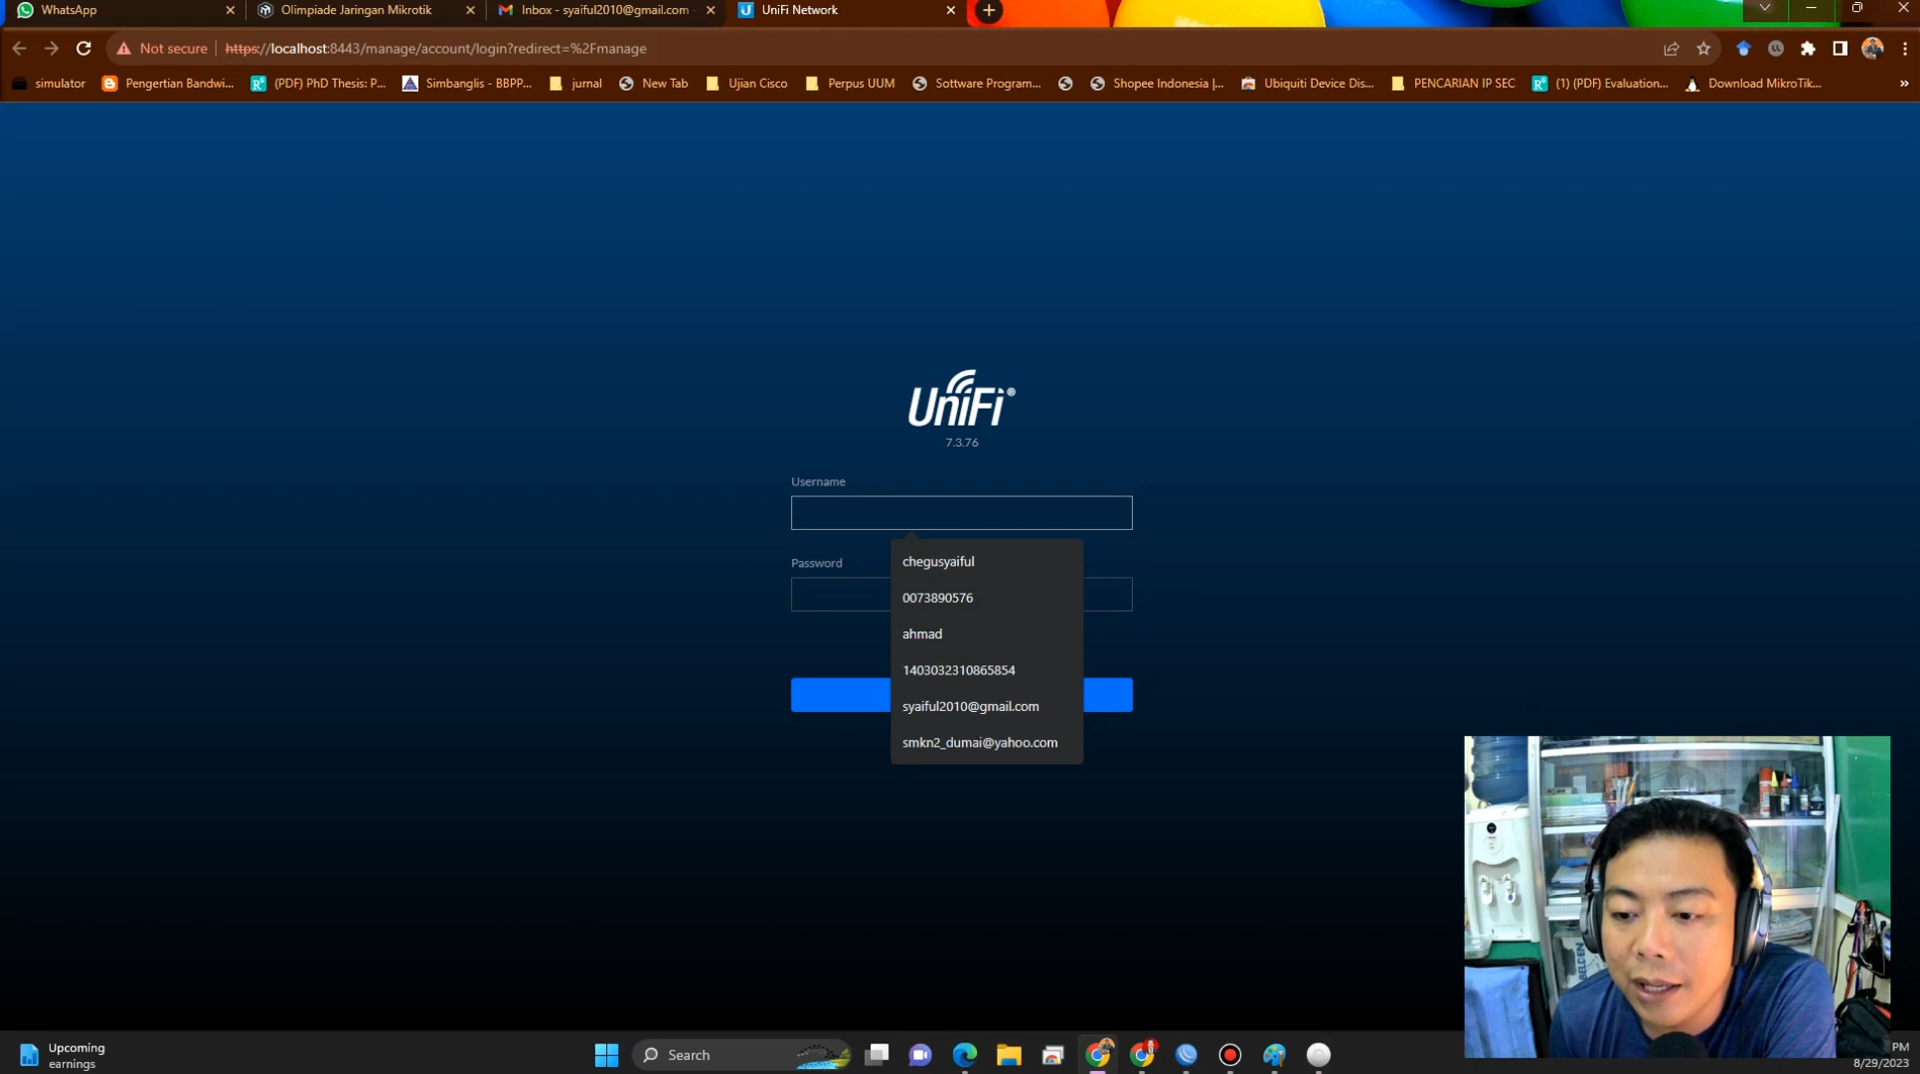 WhatsApp
Olimpiade Jaringan Mikrotik
Inbox - syaiful2010@gmail.com
UniFi Network
Not secure
https://localhost:8443/manage/account/login?redirect=%2Fmanage
simulator
Pengertian Bandwi...
(PDF) PhD Thesis: P...
Simbanglis - BBPP...
jurnal
New Tab
Ujian Cisco
Perpus UUM
Software Program...
Shopee Indonesia |...
Ubiquiti Device Dis...
PENCARIAN IP SEC
(1) (PDF) Evaluation...
Download MikroTik...
»
UniFi®
7.3.76
Username
chegusyaiful
Password
0073890576
ahmad
1403032310865854
syaiful2010@gmail.com
smkn2_dumai@yahoo.com
BELDEN
Upcoming
earnings
Search
PM
8/29/2023